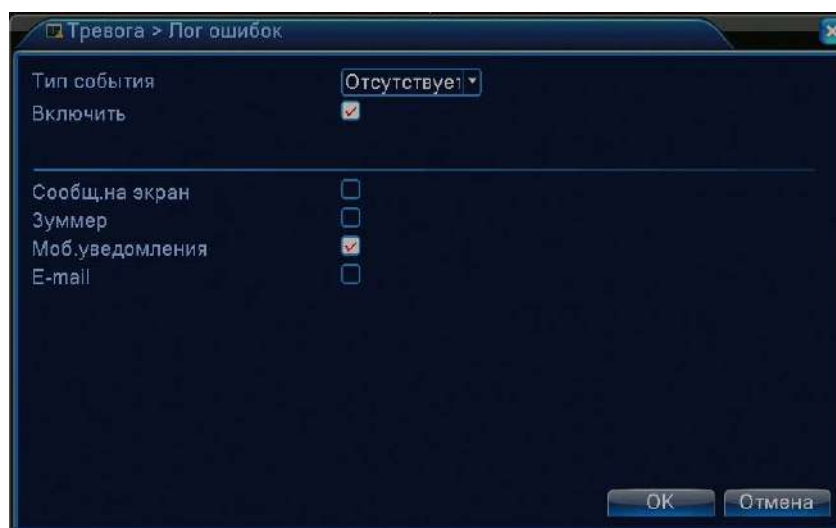 Тревога > Лог ошибок
Тип события Отсутствует
Включить
Сообщ.на экран
Зуммер
Моб.уведомления
E-mail
OK Отмена